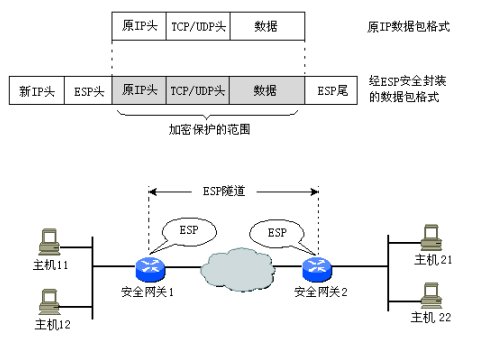 原IP头 TCP/UDP头 数据 原IP数据包格式
新IP头 ESP头 原IP头 TCP/UDP头 数据 ESP尾 经ESP安全封装
的数据包格式
加密保护的范围
ESP隧道
ESP ESP
主机11 主机21
安全网关1 安全网关2
主机12 主机 22